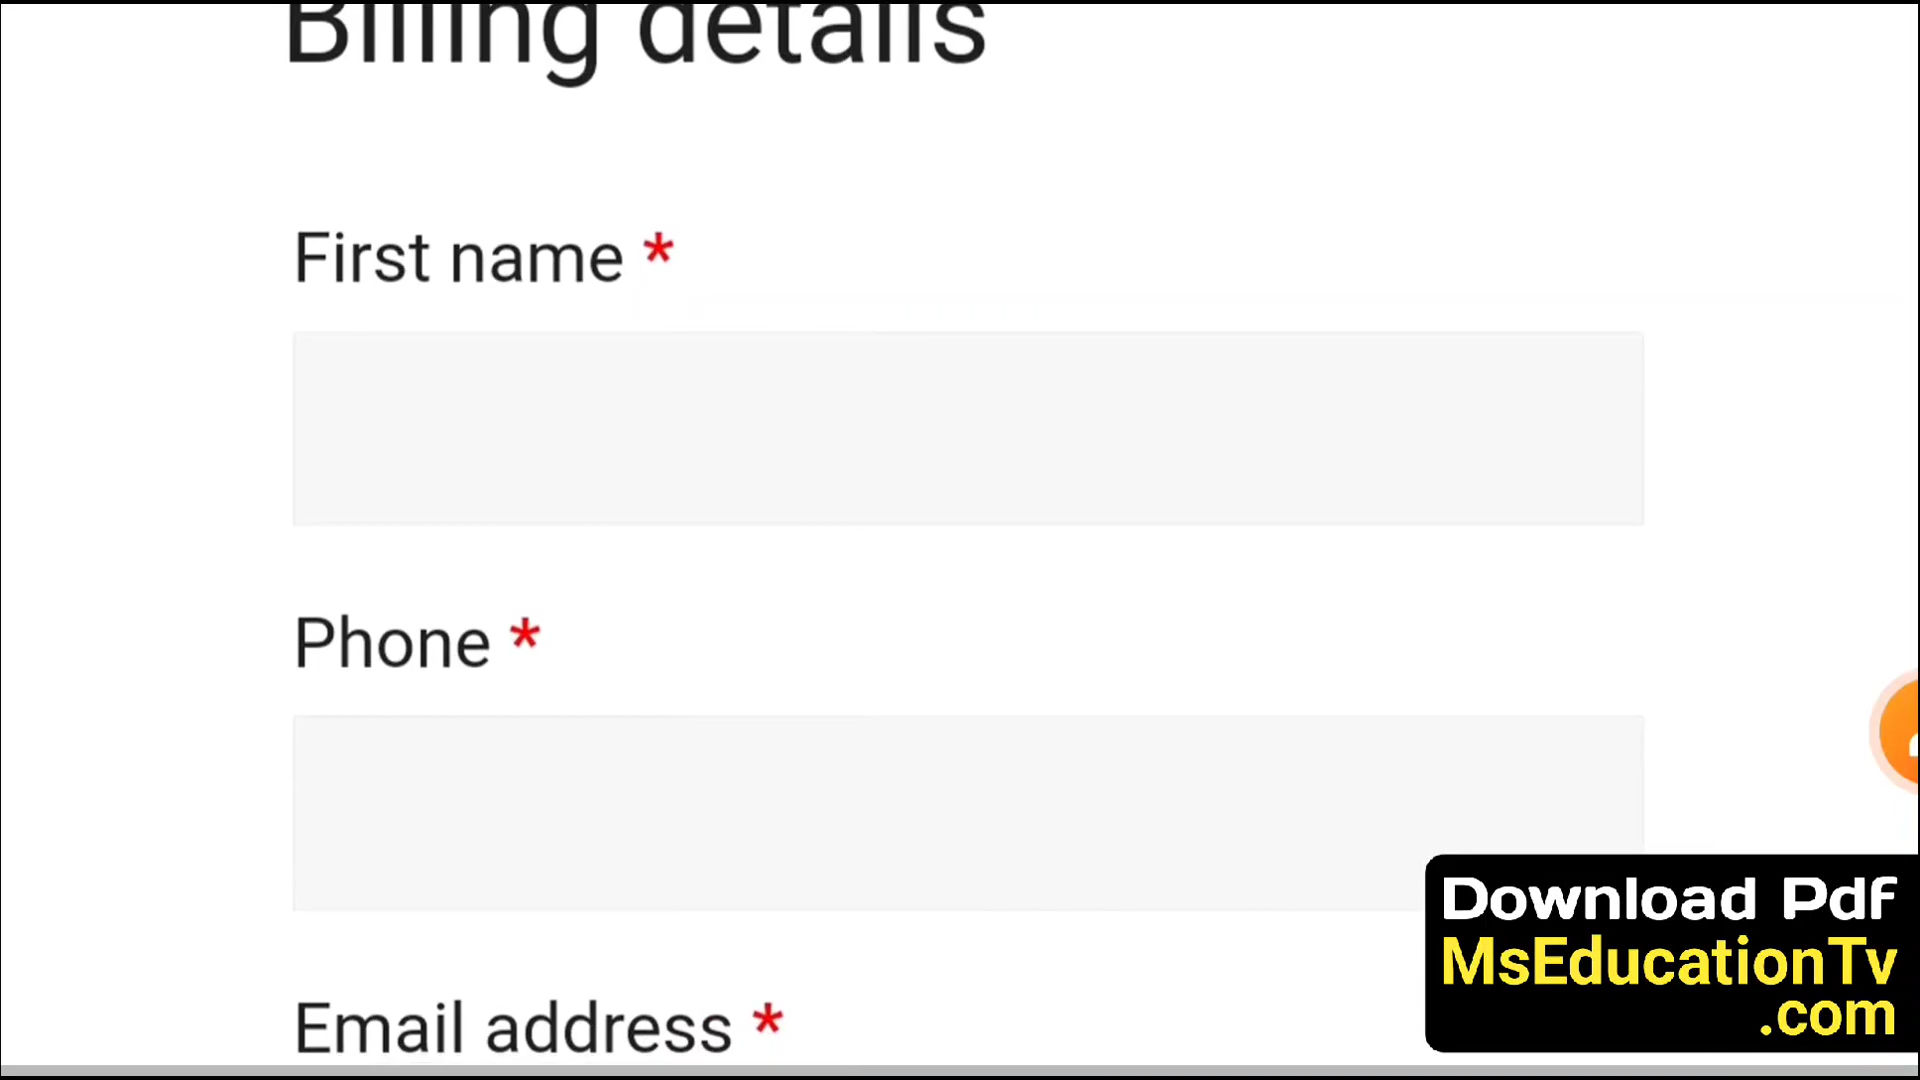 Billing details
First name *
Phone *
Email address *
Download Pdf
MsEducationTv
.com